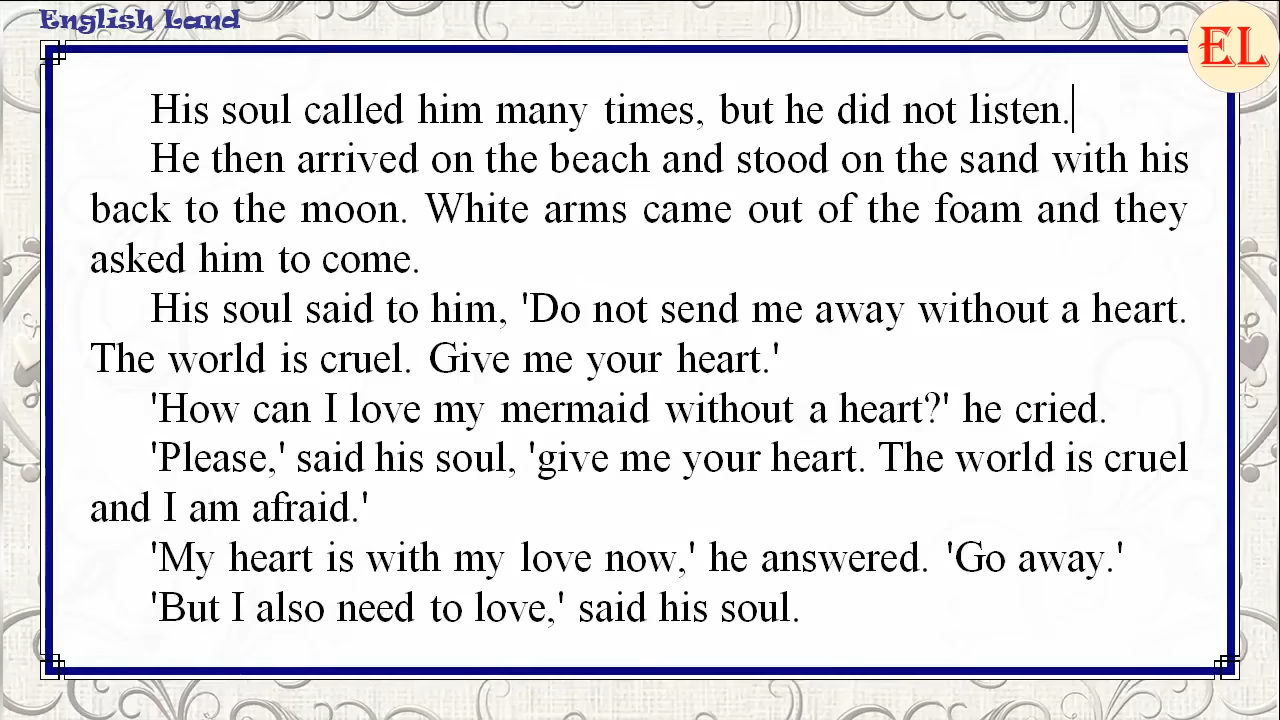 English Land
EL
His soul called him many times, but he did not listen.
He then arrived on the beach and stood on the sand with his
back to the moon. White arms came out of the foam and they
asked him to come.
His soul said to him, 'Do not send me away without a heart.
The world is cruel. Give me your heart.'
'How can I love my mermaid without a heart?' he cried.
'Please,' said his soul, 'give me your heart. The world is cruel
and I am afraid.'
'My heart is with my love now,' he answered. 'Go away.'
'But I also need to love,' said his soul.